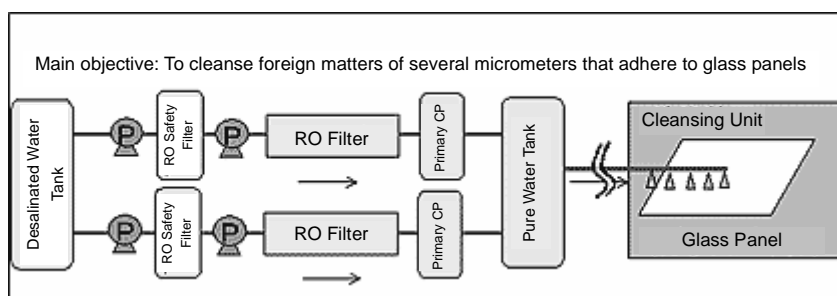 Main objective: To cleanse foreign matters of several micrometers that adhere to glass panels
Desalinated Water
Tank
P
RO Safety
Filter
P
RO Filter
Primary CP
P
RO Safety
Filter
P
RO Filter
Primary CP
Pure Water Tank
Cleansing Unit
Glass Panel